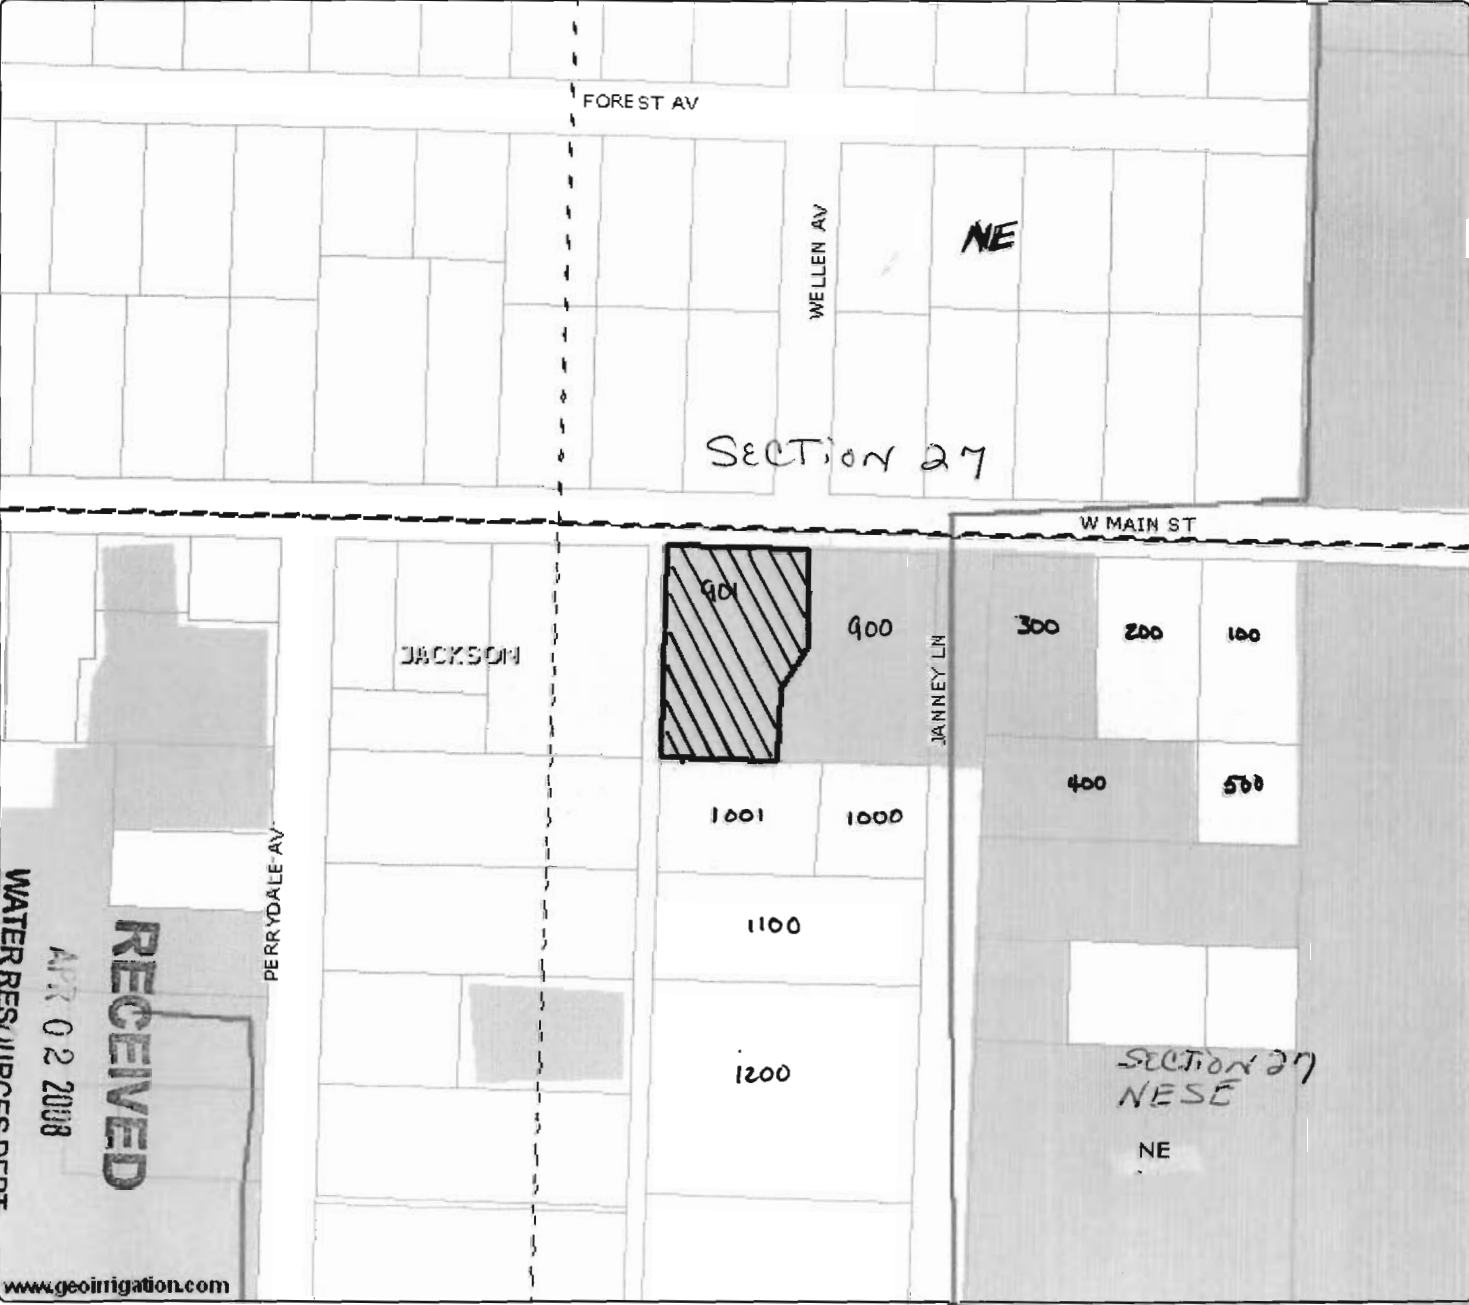 FOREST AV
WELLEN AV
NE
SECTION 27
W MAIN ST
901
900
JANNEY LN
300
200
100
JACKSON
400
500
1001
1000
PERRYDALE AV
1100
1200
SECTION 27
NESE
NE
RECEIVED
APR 02 2008
WATER RESOURCES DEPT
www.geoirrigation.com